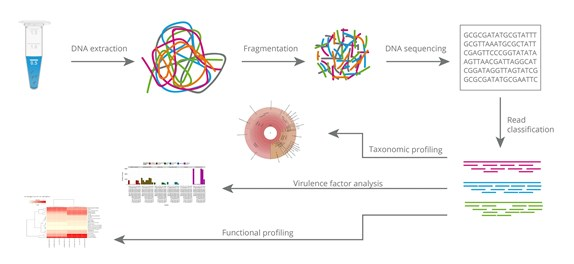 DNA extraction
Fragmentation
DNA sequencing
GCGCGATATGCGTATTT
GCGTTAAATGCGCTATT
CGAGTTCCCGGTATATA
AGTTAACGATTAGGCAT
CGGATAGGTTAGTATCG
GCGCGATATGCGAATTC
Read
classification
Taxonomic profiling
Virulence factor analysis
Functional profiling